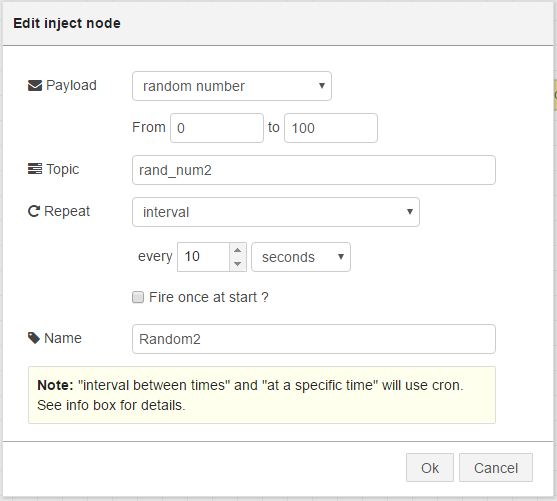 Edit inject node
Payload random number
From 0 to 100
Topic rand_num2
Repeat interval
every 10 seconds
Fire once at start ?
Name Random2
Note: "interval between times" and "at a specific time" will use cron.
See info box for details.
Ok Cancel